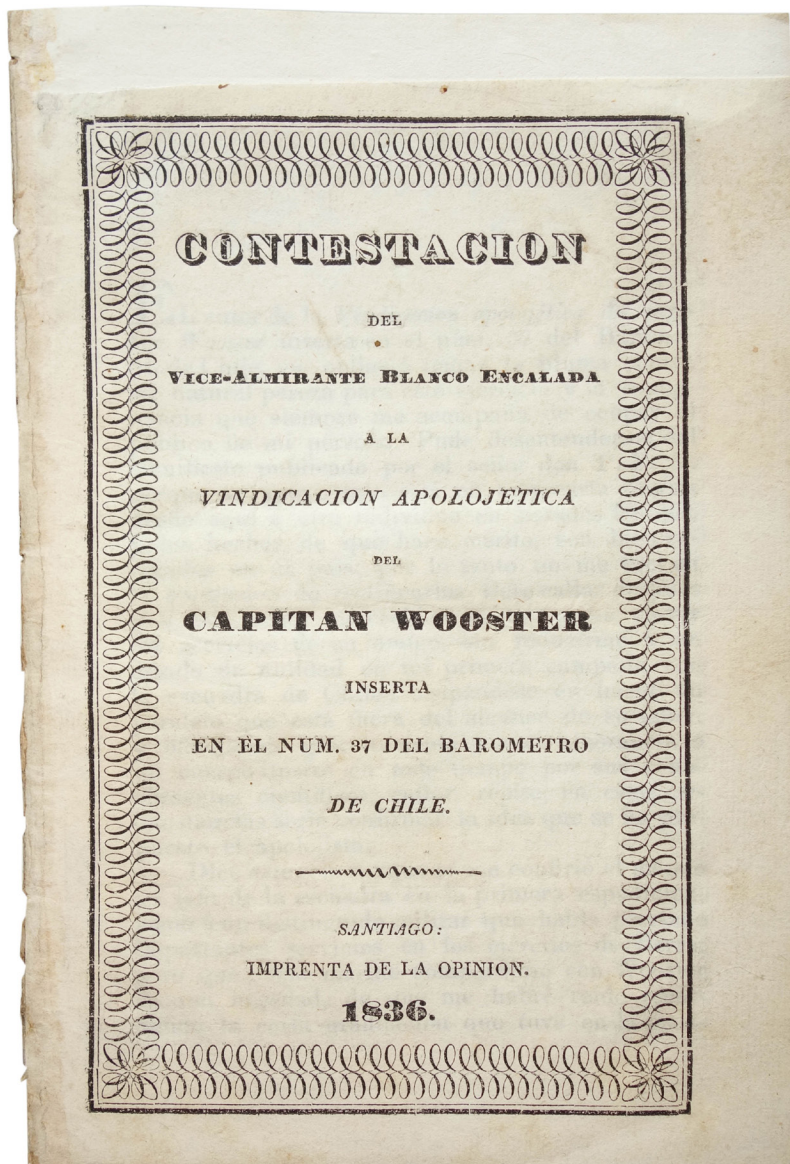 CONTESTACION
DEL
VICE-ALMIRANTE BLANCO ENCALADA
A LA
VINDICACION APOLOJETICA
DEL
CAPITAN WOOSTER
INSERTA
EN EL NUM. 37 DEL BAROMETRO
DE CHILE.
SANTIAGO:
IMPRENTA DE LA OPINION.
1836.